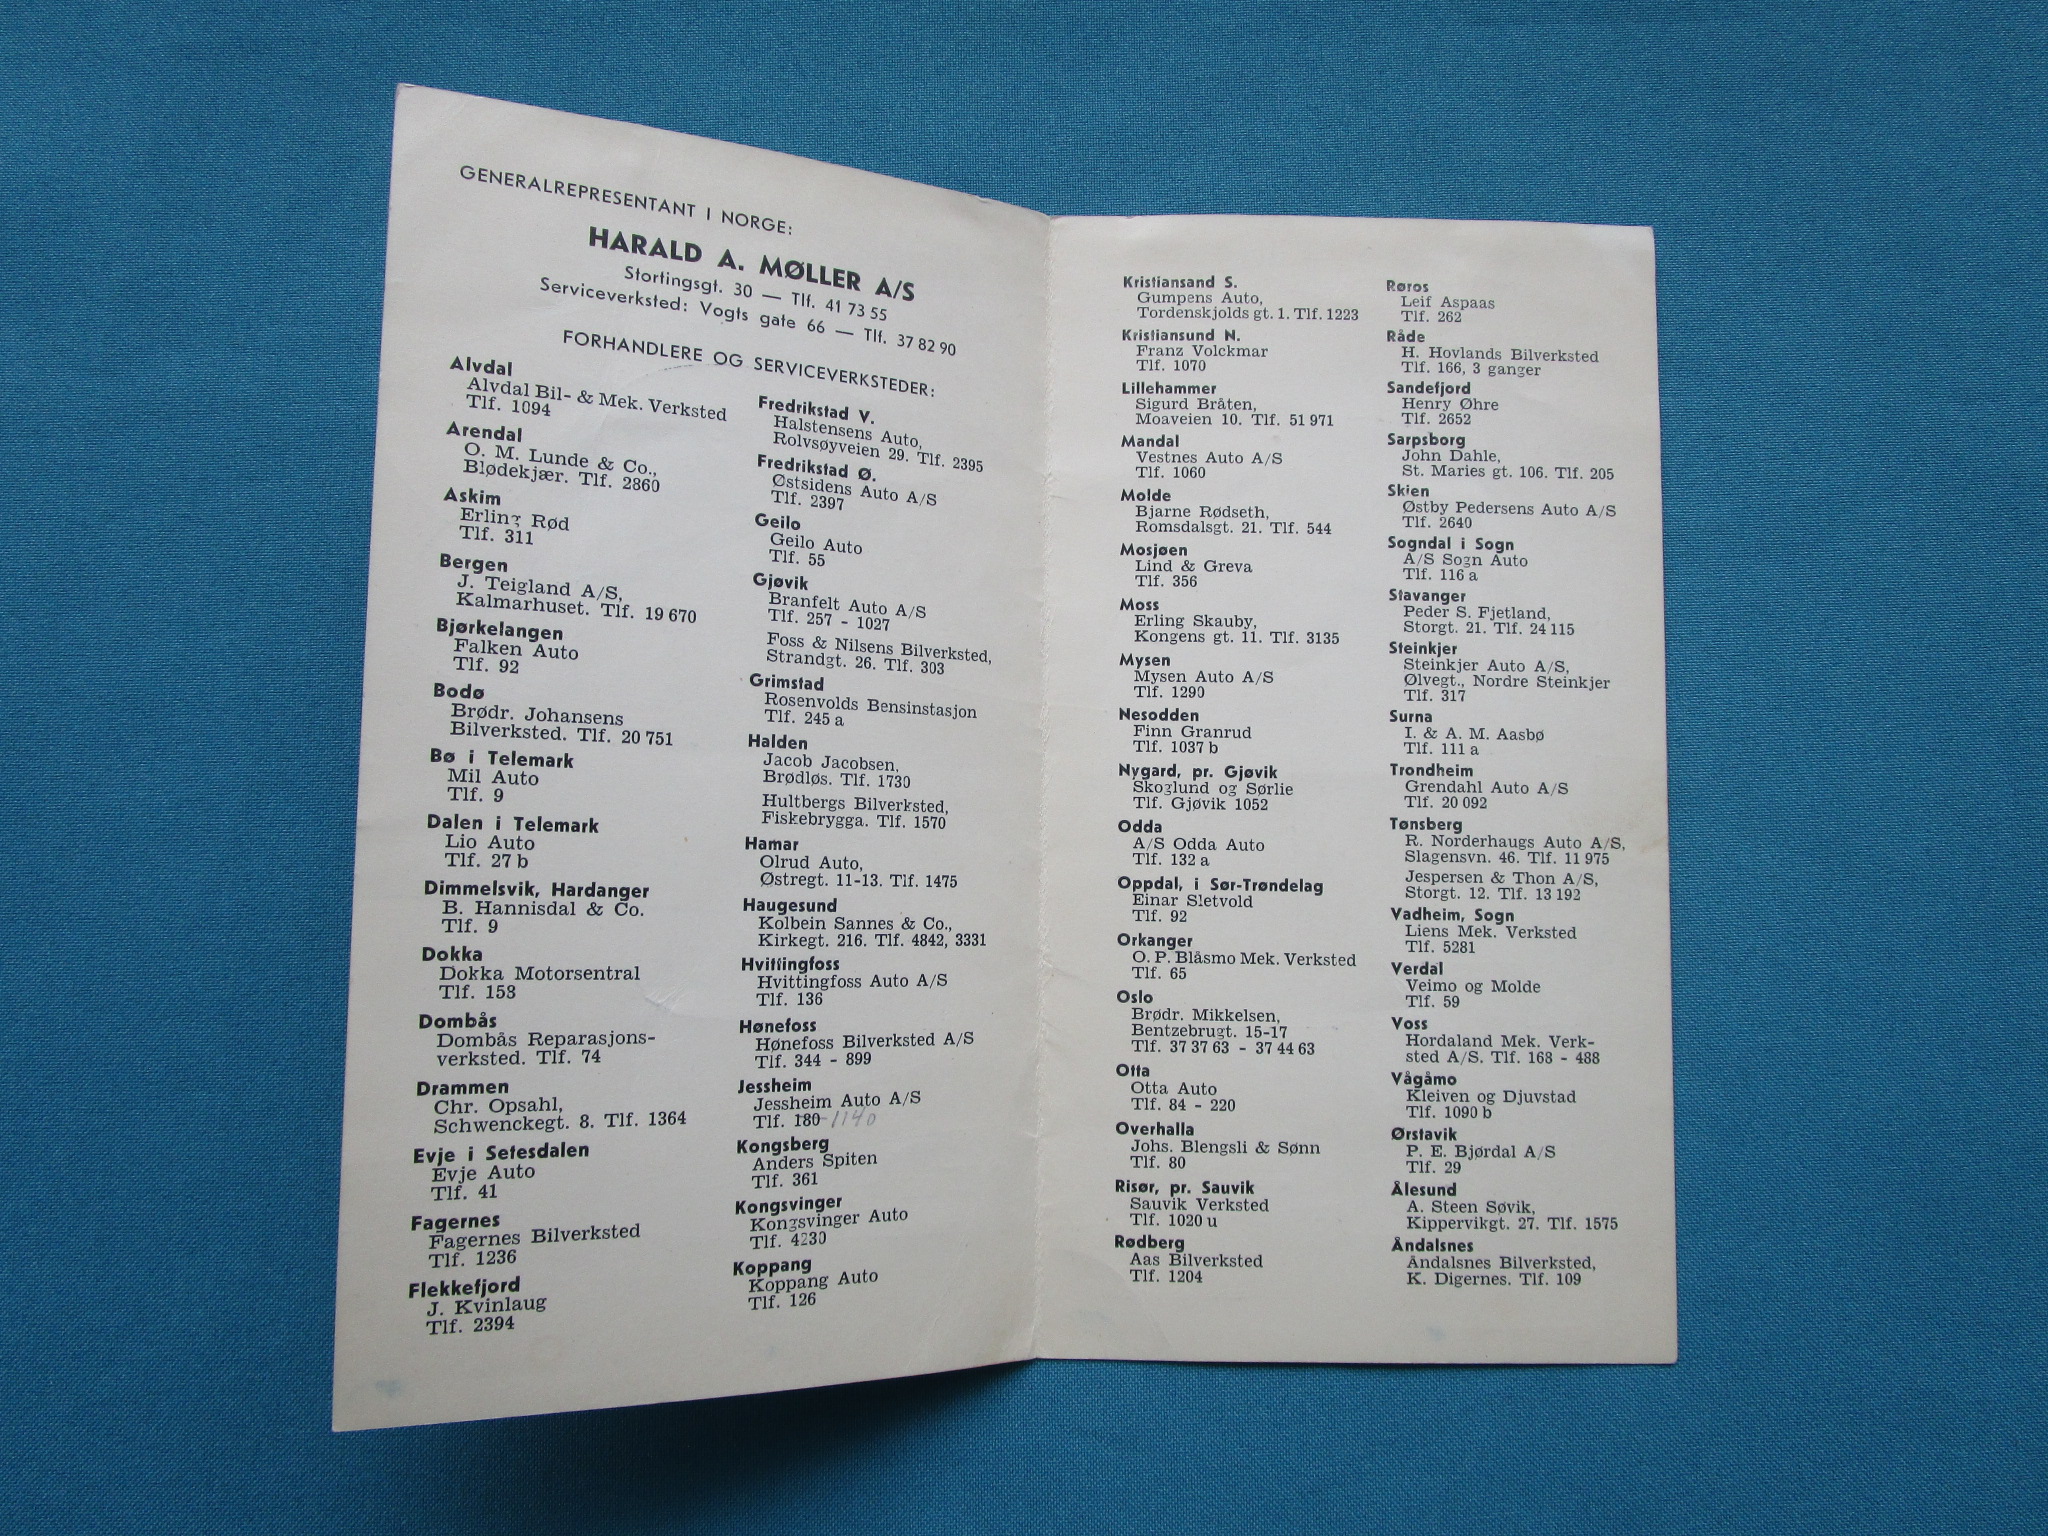 GENERALREPRESENTANT I NORGE:
HARALD A. MØLLER A/S
Stortingsgt. 30 — Tlf. 41 73 55
Serviceverksted: Vogts gate 66 — Tlf. 37 82 90
FORHANDLERE OG SERVICEVERKSTEDER:
Alvdal
Alvdal Bil- & Mek. Verksted
Tlf. 1094
Arendal
O. M. Lunde & Co.,
Blødekjær. Tlf. 2860
Askim
Erling Rød
Tlf. 311
Bergen
J. Teigland A/S,
Kalmarhuset. Tlf. 19 670
Bjørkelangen
Falken Auto
Tlf. 92
Bodø
Brødr. Johansens
Bilverksted. Tlf. 20 751
Bø i Telemark
Mil Auto
Tlf. 9
Dalen i Telemark
Lio Auto
Tlf. 27 b
Dimmelsvik, Hardanger
B. Hannisdal & Co.
Tlf. 9
Dokka
Dokka Motorsentral
Tlf. 153
Dombås
Dombås Reparasjons-
verksted. Tlf. 74
Drammen
Chr. Opsahl,
Schwenckegt. 8. Tlf. 1364
Evje i Setesdalen
Evje Auto
Tlf. 41
Fagernes
Fagernes Bilverksted
Tlf. 1236
Flekkefjord
J. Kvinlaug
Tlf. 2394
Fredrikstad V.
Halstensens Auto,
Rolvsøyveien 29. Tlf. 2395
Fredrikstad Ø.
Østsidens Auto A/S
Tlf. 2397
Geilo
Geilo Auto
Tlf. 55
Gjøvik
Branfelt Auto A/S
Tlf. 257 - 1027
Foss & Nilsens Bilverksted,
Strandgt. 26. Tlf. 303
Grimstad
Rosenvolds Bensinstasjon
Tlf. 245 a
Halden
Jacob Jacobsen,
Brødløs. Tlf. 1730
Hultbergs Bilverksted,
Fiskebrygga. Tlf. 1570
Hamar
Olrud Auto,
Østregt. 11-13. Tlf. 1475
Haugesund
Kolbein Sannes & Co.,
Kirkegt. 216. Tlf. 4842, 3331
Hvittingfoss
Hvittingfoss Auto A/S
Tlf. 136
Hønefoss
Hønefoss Bilverksted A/S
Tlf. 344 - 899
Jessheim
Jessheim Auto A/S
Tlf. 180 1140
Kongsberg
Anders Spiten
Tlf. 361
Kongsvinger
Kongsvinger Auto
Tlf. 4230
Koppang
Koppang Auto
Tlf. 126
Kristiansand S.
Gumpens Auto,
Tordenskjolds gt. 1. Tlf. 1223
Kristiansund N.
Franz Volckmar
Tlf. 1070
Lillehammer
Sigurd Bråten,
Moaveien 10. Tlf. 51 971
Mandal
Vestnes Auto A/S
Tlf. 1060
Molde
Bjarne Rødseth,
Romsdalsgt. 21. Tlf. 544
Mosjøen
Lind & Greva
Tlf. 356
Moss
Erling Skauby,
Kongens gt. 11. Tlf. 3135
Mysen
Mysen Auto A/S
Tlf. 1290
Nesodden
Finn Granrud
Tlf. 1037 b
Nygard, pr. Gjøvik
Skoglund og Sørlie
Tlf. Gjøvik 1052
Odda
A/S Odda Auto
Tlf. 132 a
Oppdal, i Sør-Trøndelag
Einar Sletvold
Tlf. 92
Orkanger
O. P. Blåsmo Mek. Verksted
Tlf. 65
Oslo
Brødr. Mikkelsen,
Bentzebrugt. 15-17
Tlf. 37 37 63 - 37 44 63
Otta
Otta Auto
Tlf. 84 - 220
Overhalla
Johs. Blengsli & Sønn
Tlf. 80
Risør, pr. Sauvik
Sauvik Verksted
Tlf. 1020 u
Rødberg
Aas Bilverksted
Tlf. 1204
Røros
Leif Aspaas
Tlf. 262
Råde
H. Hovlands Bilverksted
Tlf. 166, 3 ganger
Sandefjord
Henry Øhre
Tlf. 2652
Sarpsborg
John Dahle,
St. Maries gt. 106. Tlf. 205
Skien
Østby Pedersens Auto A/S
Tlf. 2640
Sogndal i Sogn
A/S Sogn Auto
Tlf. 116 a
Stavanger
Peder S. Fjetland,
Storgt. 21. Tlf. 24 115
Steinkjer
Steinkjer Auto A/S,
Ølvegt., Nordre Steinkjer
Tlf. 317
Surna
I. & A. M. Aasbø
Tlf. 111 a
Trondheim
Grendahl Auto A/S
Tlf. 20 092
Tønsberg
R. Norderhaugs Auto A/S,
Slagensvn. 46. Tlf. 11 975
Jespersen & Thon A/S,
Storgt. 12. Tlf. 13 192
Vadheim, Sogn
Liens Mek. Verksted
Tlf. 5281
Verdal
Veimo og Molde
Tlf. 59
Voss
Hordaland Mek. Verk-
sted A/S. Tlf. 168 - 488
Vågåmo
Kleiven og Djuvstad
Tlf. 1090 b
Ørstavik
P. E. Bjørdal A/S
Tlf. 29
Ålesund
A. Steen Søvik,
Kippervikgt. 27. Tlf. 1575
Åndalsnes
Åndalsnes Bilverksted,
K. Digernes. Tlf. 109